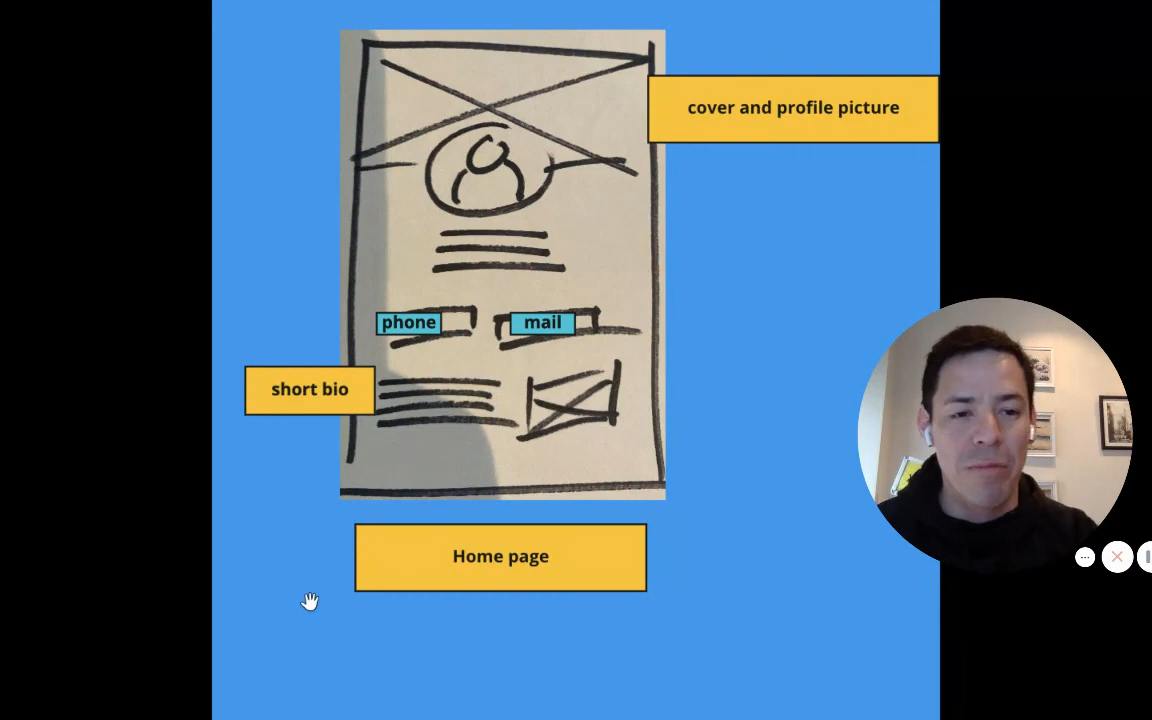 cover and profile picture
phone
mail
short bio
Home page